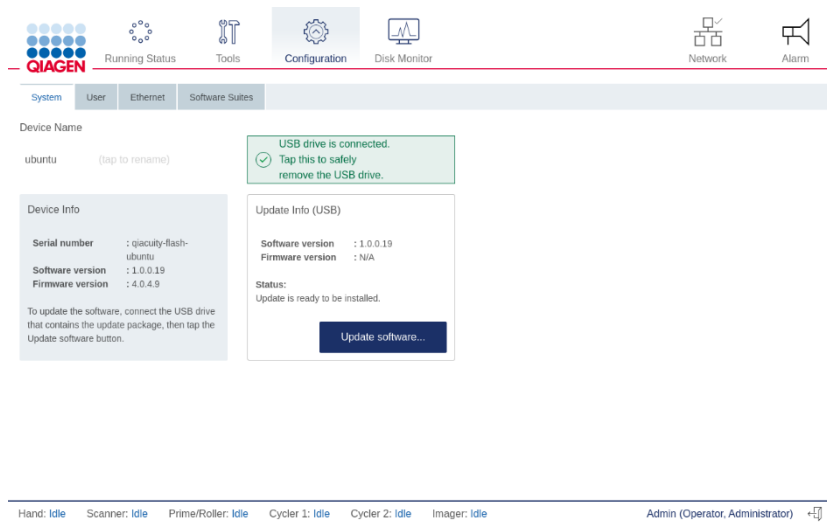 QIAGEN
Running Status
Tools
Configuration
Disk Monitor
Network
Alarm
System
User
Ethernet
Software Suites
Device Name
ubuntu (tap to rename)
USB drive is connected.
Tap this to safely
remove the USB drive.
Device Info
Serial number : qiacuity-flash-
ubuntu
Software version : 1.0.0.19
Firmware version : 4.0.4.9
To update the software, connect the USB drive
that contains the update package, then tap the
Update software button.
Update Info (USB)
Software version : 1.0.0.19
Firmware version : N/A
Status:
Update is ready to be installed.
Update software...
Hand: Idle Scanner: Idle Prime/Roller: Idle Cycler 1: Idle Cycler 2: Idle Imager: Idle Admin (Operator, Administrator)